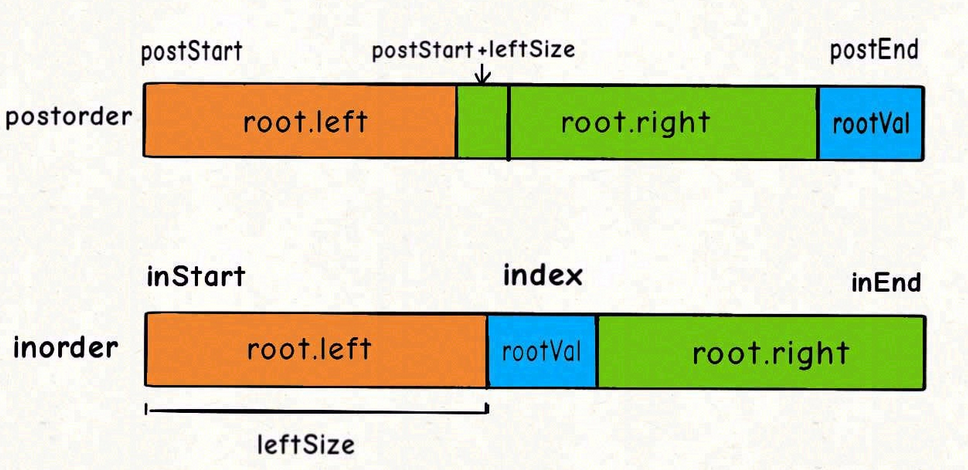 postStart
postStart+leftSize
postEnd
postorder
root.left
root.right
rootVal
inStart
index
inEnd
inorder
root.left
rootVal
root.right
leftSize